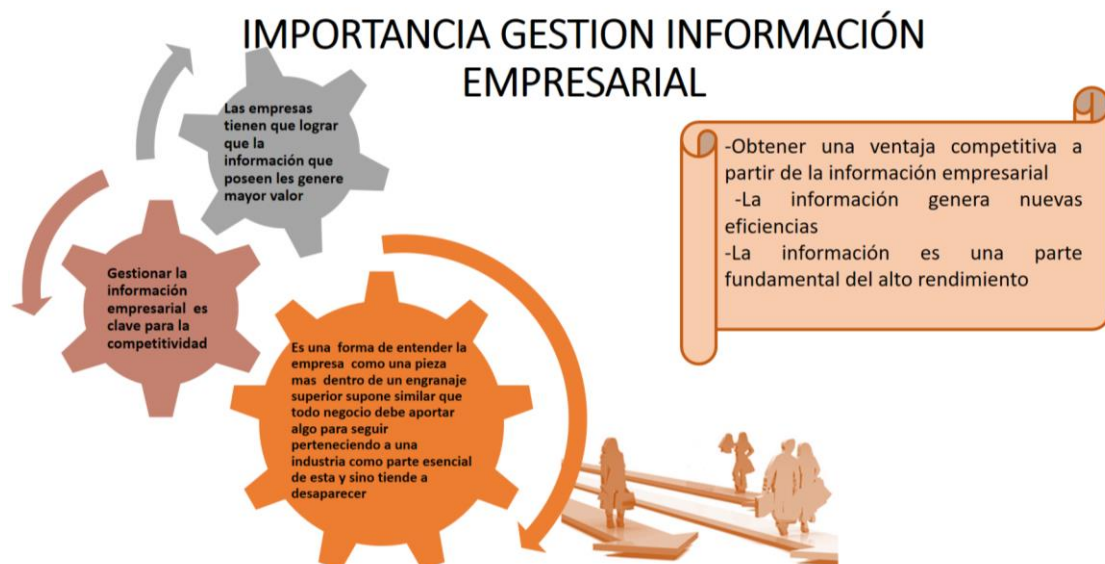 IMPORTANCIA GESTION INFORMACIÓN
EMPRESARIAL
Las empresas
tienen que lograr
que la
información que
poseen les genere
mayor valor
Gestionar la
información
empresarial es
clave para la
competitividad
Es una forma de entender la
empresa como una pieza
mas dentro de un engranaje
superior supone similar que
todo negocio debe aportar
algo para seguir
perteneciendo a una
industria como parte esencial
de esta y sino tiende a
desaparecer
-Obtener una ventaja competitiva a
partir de la información empresarial
-La información genera nuevas
eficiencias
-La información es una parte
fundamental del alto rendimiento